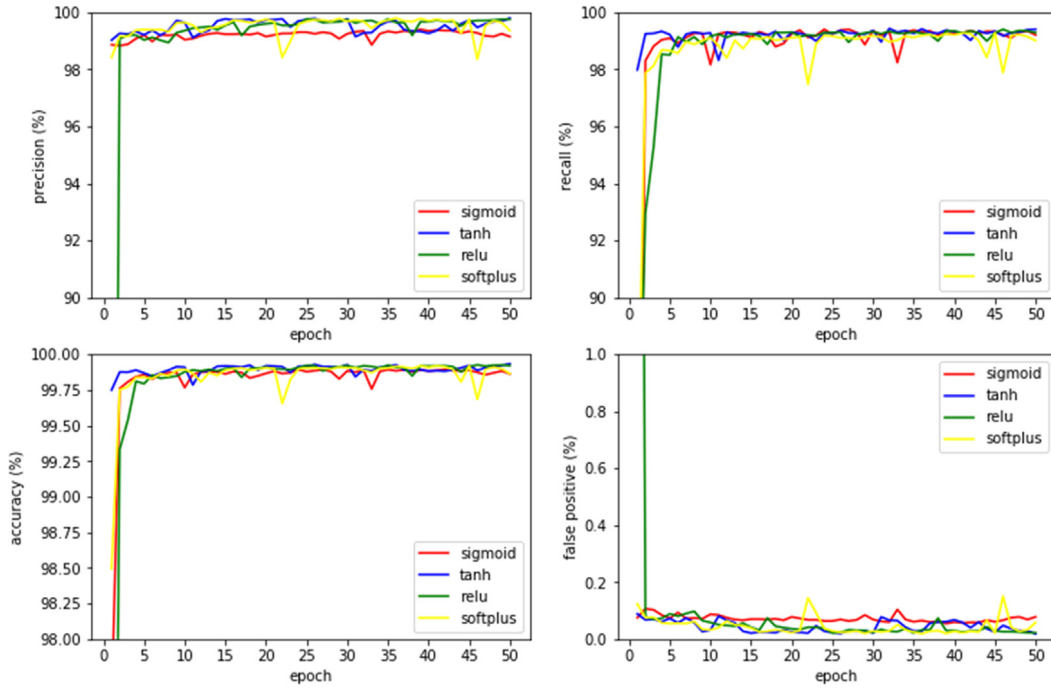 precision (%)
100
98
96
94
92
90
0 5 10 15 20 25 30 35 40 45 50
epoch
sigmoid
tanh
relu
softplus
recall (%)
100
98
96
94
92
90
0 5 10 15 20 25 30 35 40 45 50
epoch
sigmoid
tanh
relu
softplus
accuracy (%)
100.00
99.75
99.50
99.25
99.00
98.75
98.50
98.25
98.00
0 5 10 15 20 25 30 35 40 45 50
epoch
sigmoid
tanh
relu
softplus
false positive (%)
1.0
0.8
0.6
0.4
0.2
0.0
0 5 10 15 20 25 30 35 40 45 50
epoch
sigmoid
tanh
relu
softplus